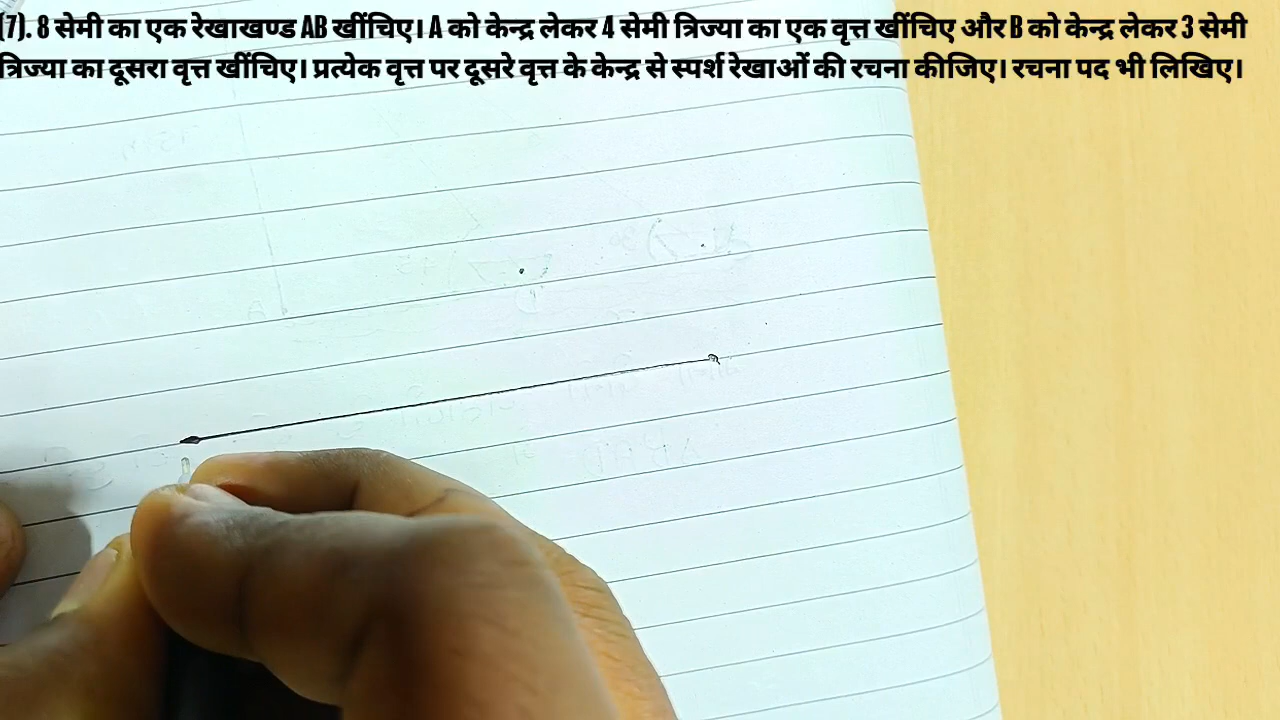 (7). 8 सेमी का एक रेखाखण्ड AB खींचिए। A को केन्द्र लेकर 4 सेमी त्रिज्या का एक वृत्त खींचिए और B को केन्द्र लेकर 3 सेमी
त्रिज्या का दूसरा वृत्त खींचिए। प्रत्येक वृत्त पर दूसरे वृत्त के केन्द्र से स्पर्श रेखाओं की रचना कीजिए। रचना पद भी लिखिए।